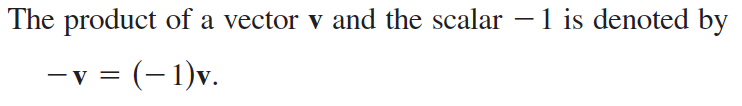 The product of a vector v and the scalar −1 is denoted by
−v = (−1)v.